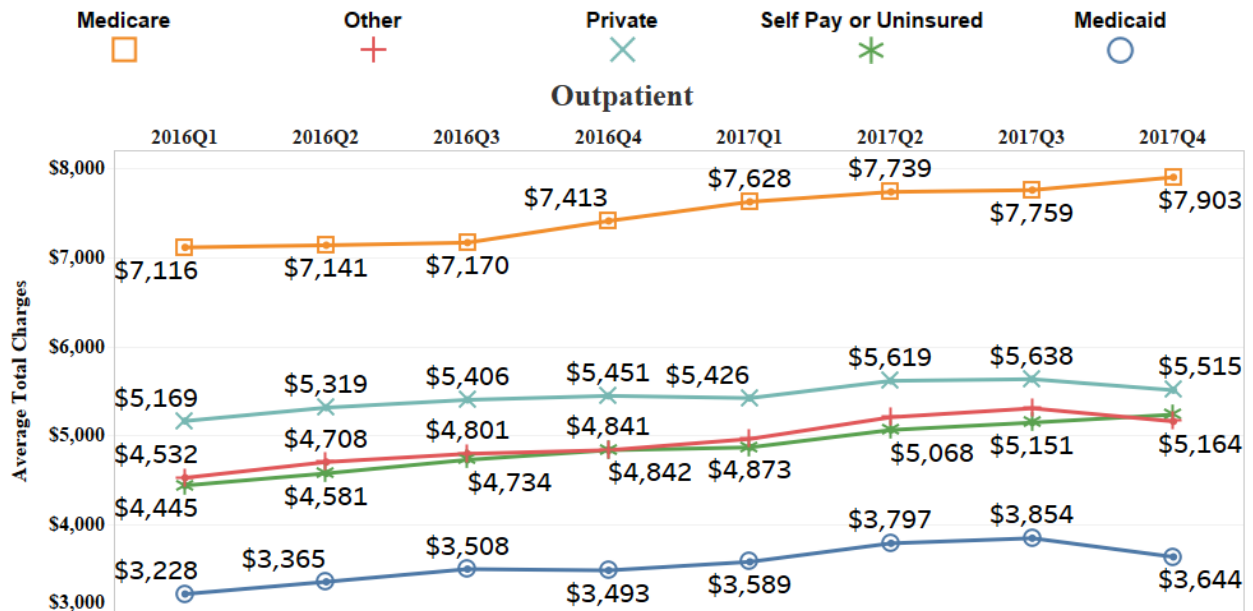 Medicare Other Private Self Pay or Uninsured Medicaid
Outpatient
2016Q1 2016Q2 2016Q3 2016Q4 2017Q1 2017Q2 2017Q3 2017Q4
Average Total Charges
$8,000
$7,000
$6,000
$5,000
$4,000
$3,000
$7,116 $7,141 $7,170 $7,413 $7,628 $7,739 $7,759 $7,903
$5,169 $5,319 $5,406 $5,451 $5,426 $5,619 $5,638 $5,515
$4,532 $4,708 $4,801 $4,841 $5,164
$4,445 $4,581 $4,734 $4,842 $4,873 $5,068 $5,151
$3,228 $3,365 $3,508 $3,493 $3,589 $3,797 $3,854 $3,644